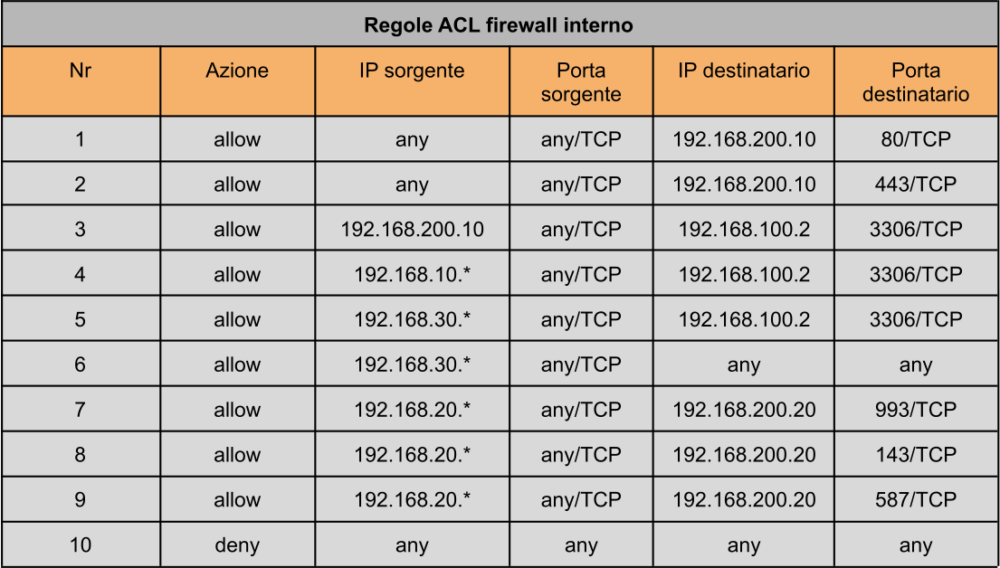 Regole ACL firewall interno
Nr Azione IP sorgente Porta sorgente IP destinatario Porta destinatario
1 allow any any/TCP 192.168.200.10 80/TCP
2 allow any any/TCP 192.168.200.10 443/TCP
3 allow 192.168.200.10 any/TCP 192.168.100.2 3306/TCP
4 allow 192.168.10.* any/TCP 192.168.100.2 3306/TCP
5 allow 192.168.30.* any/TCP 192.168.100.2 3306/TCP
6 allow 192.168.30.* any/TCP any any
7 allow 192.168.20.* any/TCP 192.168.200.20 993/TCP
8 allow 192.168.20.* any/TCP 192.168.200.20 143/TCP
9 allow 192.168.20.* any/TCP 192.168.200.20 587/TCP
10 deny any any any any